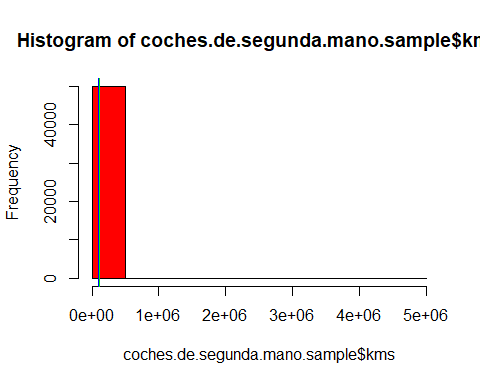 Histogram of coches.de.segunda.mano.sample$km
Frequency
40000
20000
0
0e+00 1e+06 2e+06 3e+06 4e+06 5e+06
coches.de.segunda.mano.sample$kms